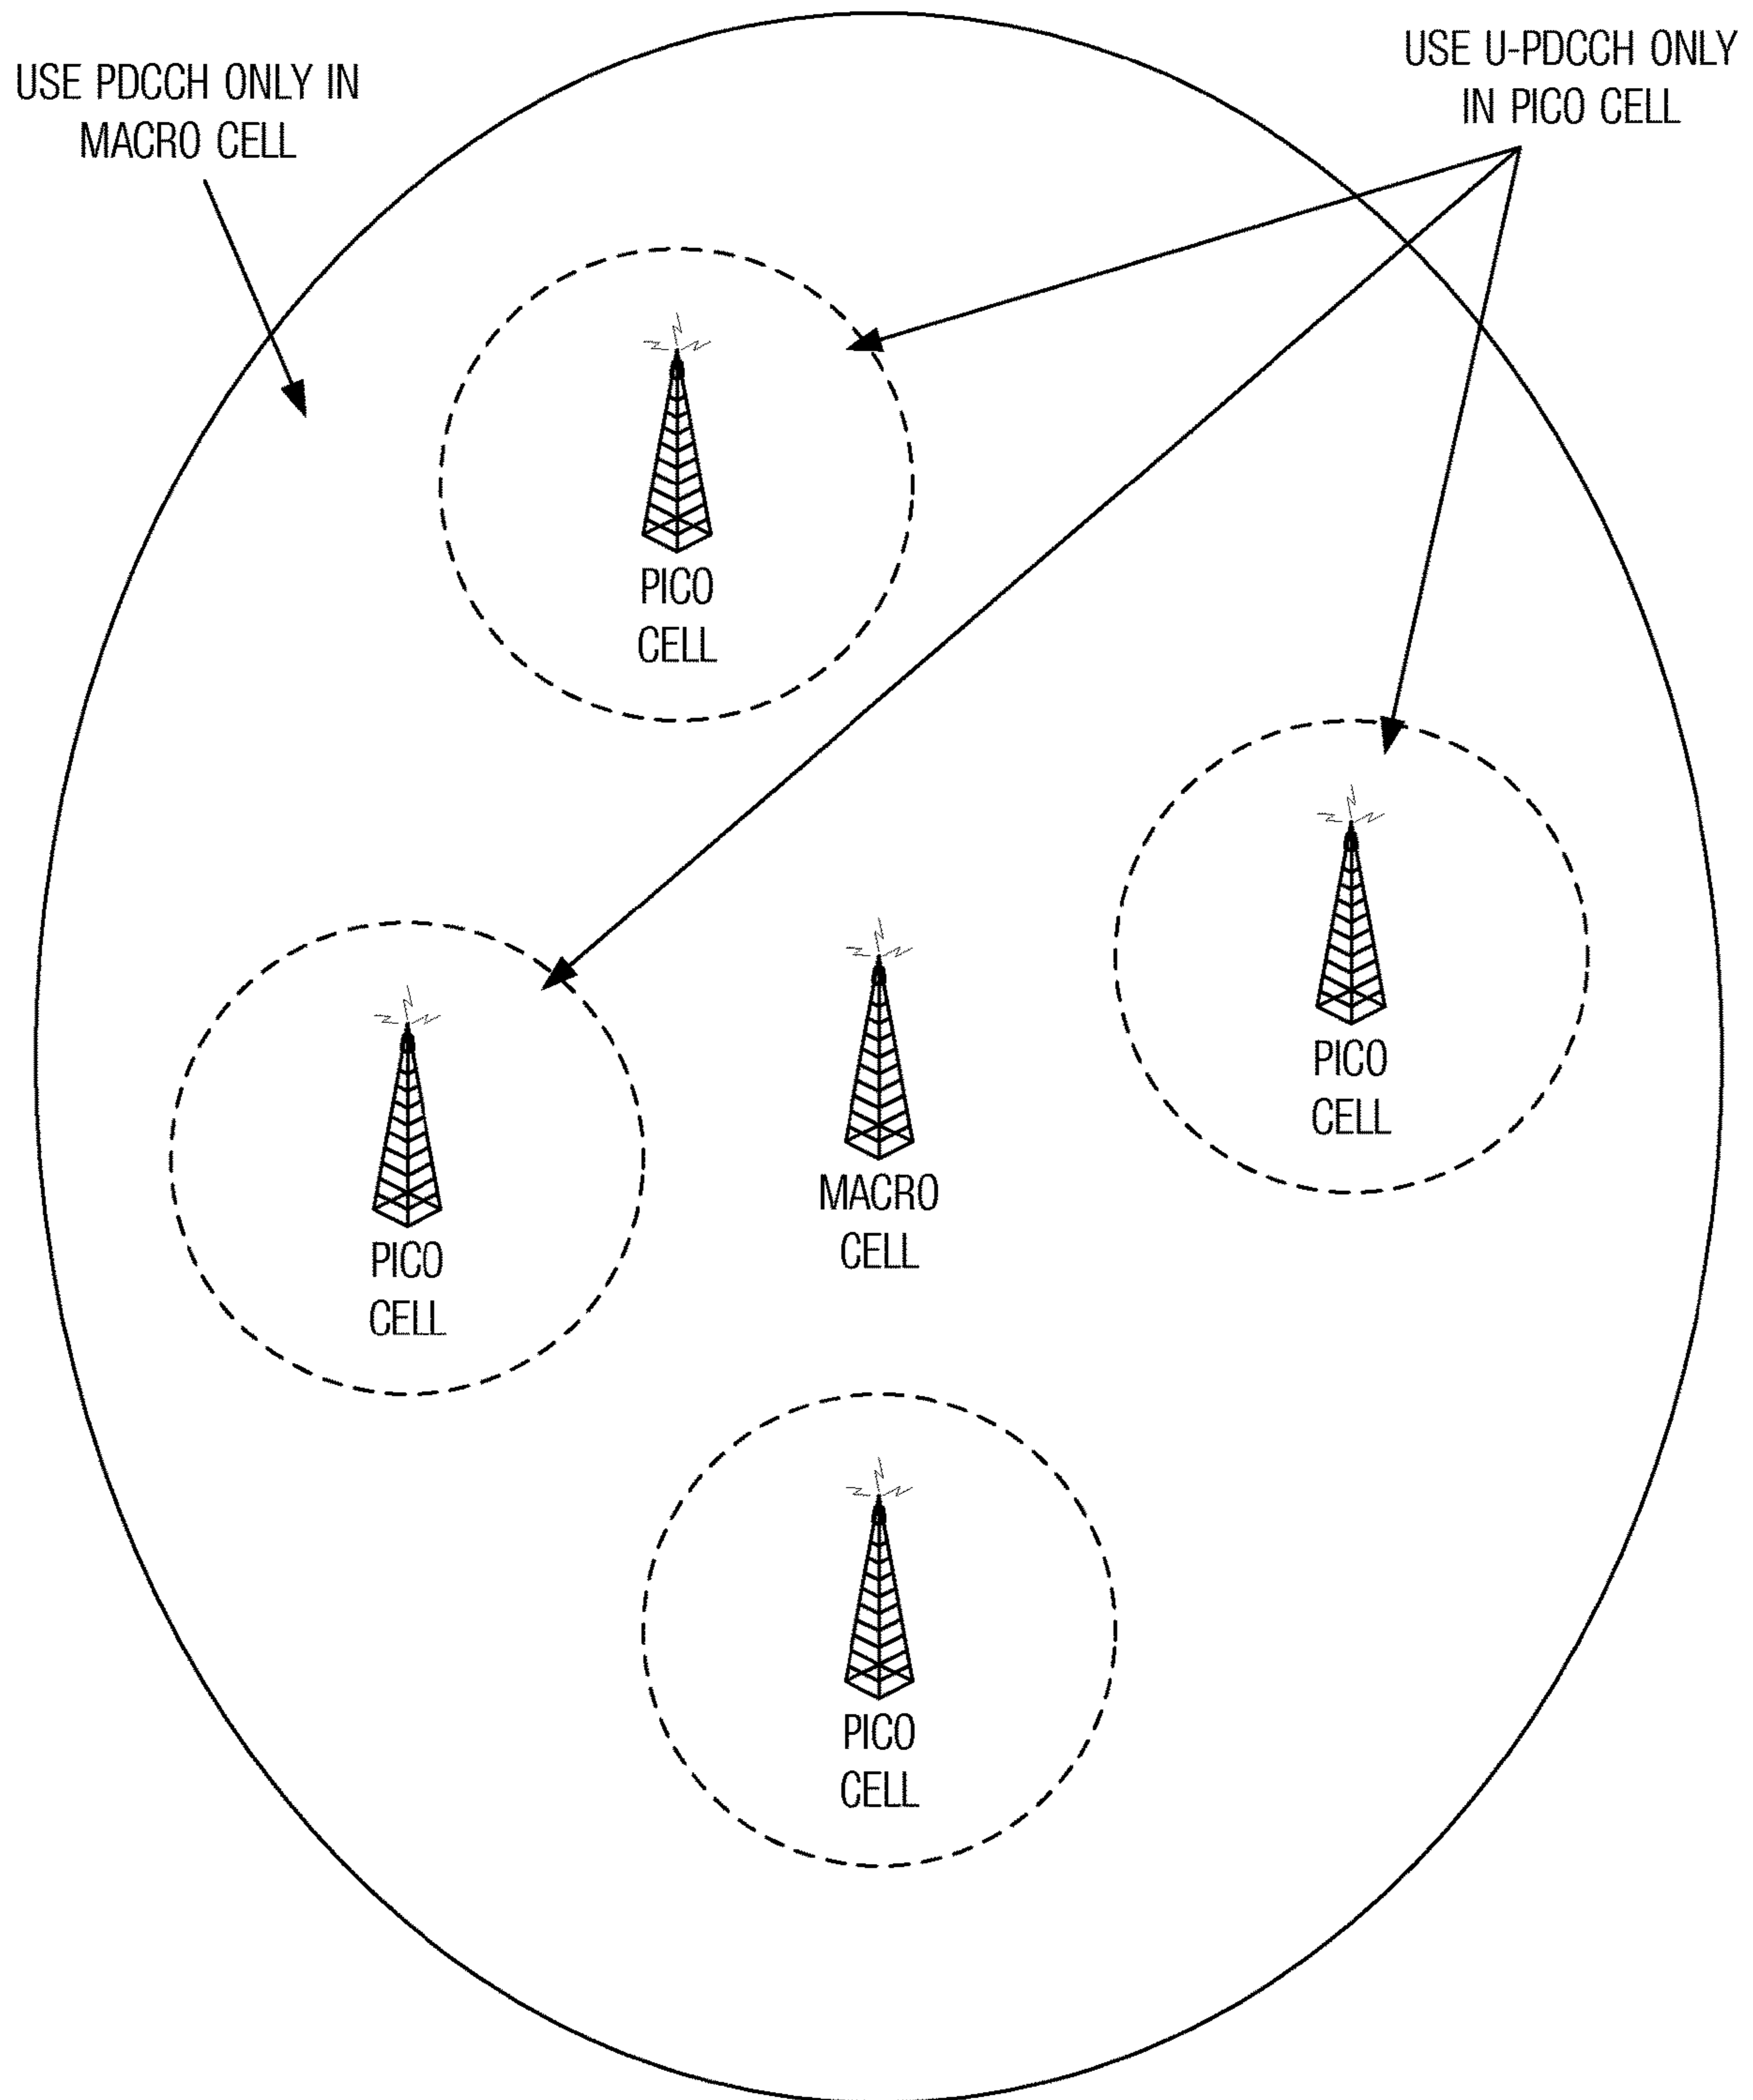 USE PDCCH ONLY IN
MACRO CELL
USE U-PDCCH ONLY
IN PICO CELL
PICO
CELL
PICO
CELL
MACRO
CELL
PICO
CELL
PICO
CELL